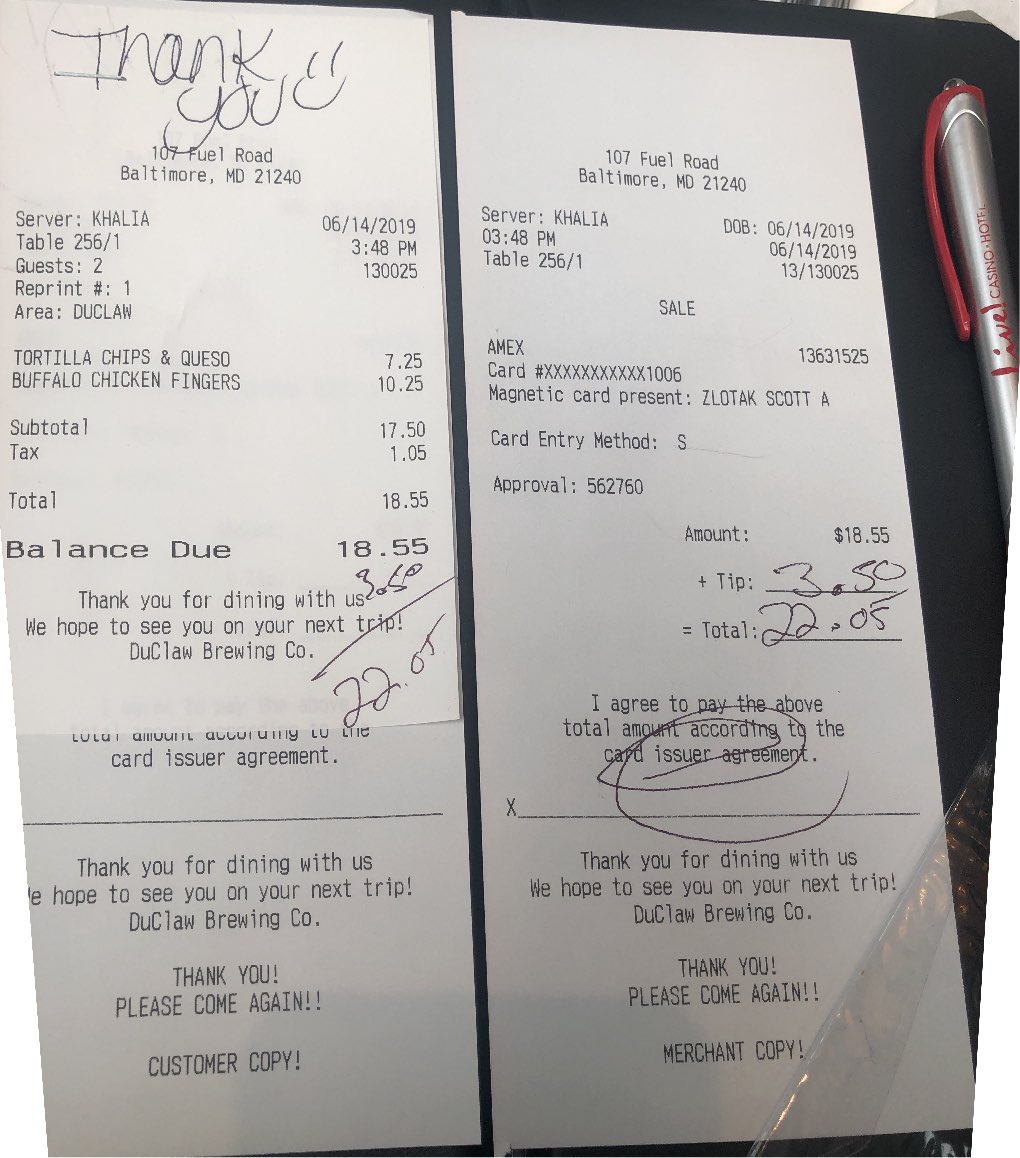 Thank
you
107 Fuel Road
Baltimore, MD 21240
Server: KHALIA 06/14/2019
Table 256/1 3:48 PM
Guests: 2 130025
Reprint #: 1
Area: DUCLAW
TORTILLA CHIPS & QUESO 7.25
BUFFALO CHICKEN FINGERS 10.25
Subtotal 17.50
Tax 1.05
Total 18.55
Balance Due 18.55
3.50
Thank you for dining with us
We hope to see you on your next trip!
DuClaw Brewing Co.
22.05
total amount according to the
card issuer agreement.
Thank you for dining with us
We hope to see you on your next trip!
DuClaw Brewing Co.
THANK YOU!
PLEASE COME AGAIN!!
CUSTOMER COPY!
107 Fuel Road
Baltimore, MD 21240
Server: KHALIA DOB: 06/14/2019
03:48 PM 06/14/2019
Table 256/1 13/130025
SALE
AMEX 13631525
Card #XXXXXXXXXXX1006
Magnetic card present: ZLOTAK SCOTT A
Card Entry Method: S
Approval: 562760
Amount: $18.55
+ Tip: 3.50
= Total: 22.05
I agree to pay the above
total amount according to the
card issuer agreement.
X
Thank you for dining with us
We hope to see you on your next trip!
DuClaw Brewing Co.
THANK YOU!
PLEASE COME AGAIN!!
MERCHANT COPY!
Live! CASINO·HOTEL